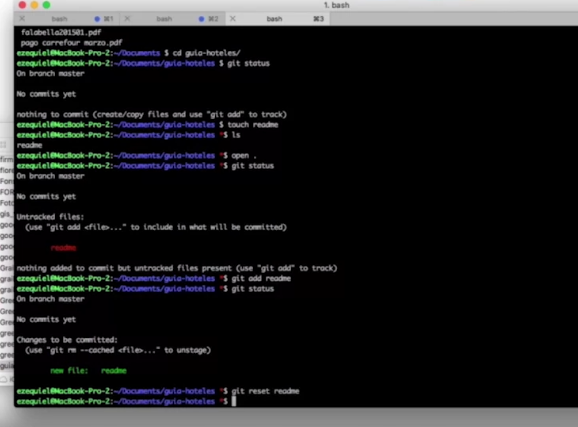 1. bash
bash ⌘1
bash ⌘2
bash ⌘3
falabella201501.pdf
pago carrefour marzo.pdf
ezequiel@MacBook-Pro-2:~/Documents $ cd guia-hoteles/
ezequiel@MacBook-Pro-2:~/Documents/guia-hoteles $ git status
On branch master
No commits yet
nothing to commit (create/copy files and use "git add" to track)
ezequiel@MacBook-Pro-2:~/Documents/guia-hoteles $ touch readme
ezequiel@MacBook-Pro-2:~/Documents/guia-hoteles *$ ls
readme
ezequiel@MacBook-Pro-2:~/Documents/guia-hoteles *$ open .
ezequiel@MacBook-Pro-2:~/Documents/guia-hoteles *$ git status
On branch master
No commits yet
Untracked files:
(use "git add <file>..." to include in what will be committed)
readme
nothing added to commit but untracked files present (use "git add" to track)
ezequiel@MacBook-Pro-2:~/Documents/guia-hoteles *$ git add readme
ezequiel@MacBook-Pro-2:~/Documents/guia-hoteles *$ git status
On branch master
No commits yet
Changes to be committed:
(use "git rm --cached <file>..." to unstage)
new file: readme
ezequiel@MacBook-Pro-2:~/Documents/guia-hoteles *$ git reset readme
ezequiel@MacBook-Pro-2:~/Documents/guia-hoteles *$